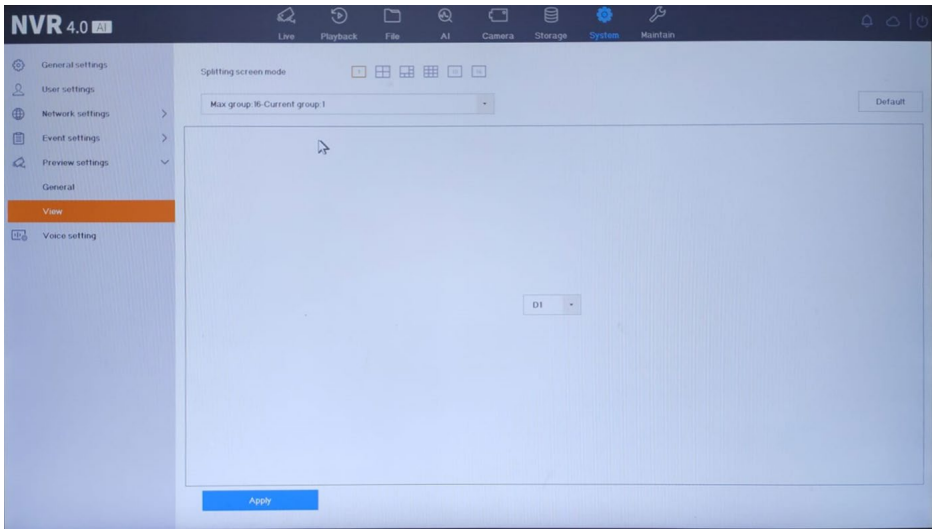 NVR 4.0 AI
Live
Playback
File
AI
Camera
Storage
System
Maintain
General settings
User settings
Network settings
Event settings
Preview settings
General
View
Voice setting
Splitting screen mode
Max group:16-Current group:1
Default
D1
Apply